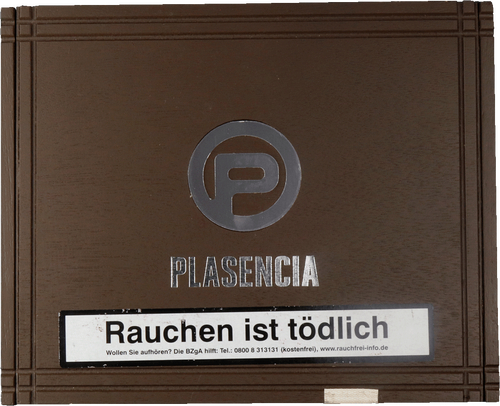 P
PLASENCIA
Rauchen ist tödlich
Wollen Sie aufhören? Die BZgA hilft: Tel.: 0800 8 313131 (kostenfrei), www.rauchfrei-info.de